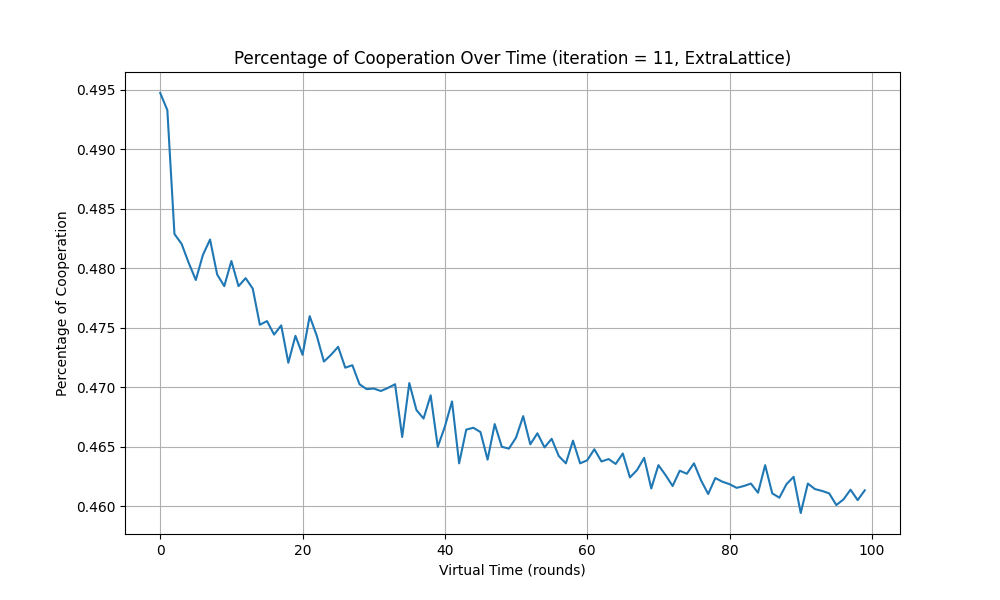 Percentage of Cooperation Over Time (iteration = 11, ExtraLattice)
Percentage of Cooperation
0.495
0.490
0.485
0.480
0.475
0.470
0.465
0.460
0 20 40 60 80 100
Virtual Time (rounds)